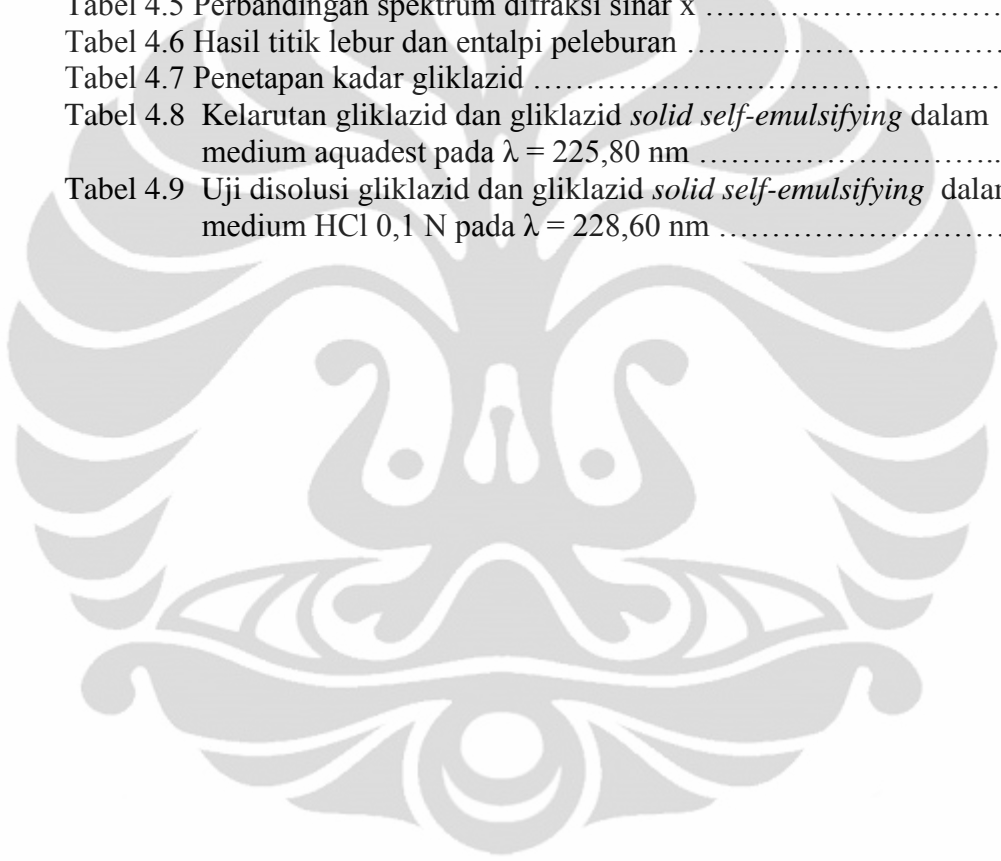 Tabel 4.5 Perbandingan spektrum difraksi sinar x ……………………………
Tabel 4.6 Hasil titik lebur dan entalpi peleburan ……………………………
Tabel 4.7 Penetapan kadar gliklazid ………………………………………
Tabel 4.8 Kelarutan gliklazid dan gliklazid solid self-emulsifying dalam
medium aquadest pada λ = 225,80 nm ………………………...
Tabel 4.9 Uji disolusi gliklazid dan gliklazid solid self-emulsifying
medium HCl 0,1 N pada λ = 228,60 nm ………………………